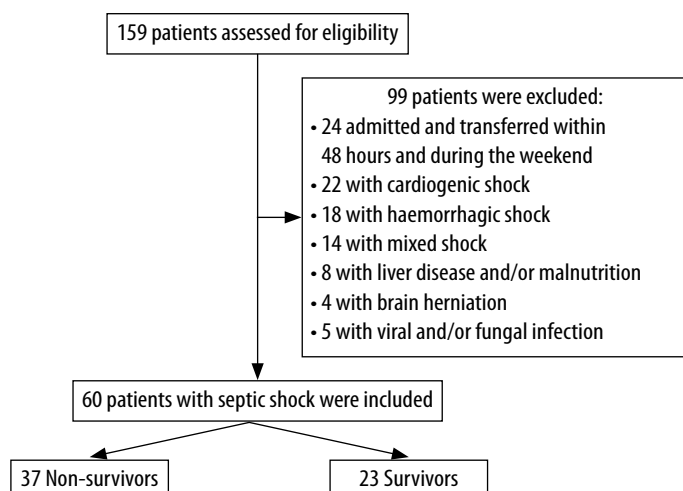 159 patients assessed for eligibility
99 patients were excluded:
• 24 admitted and transferred within
48 hours and during the weekend
• 22 with cardiogenic shock
• 18 with haemorrhagic shock
• 14 with mixed shock
• 8 with liver disease and/or malnutrition
• 4 with brain herniation
• 5 with viral and/or fungal infection
60 patients with septic shock were included
37 Non-survivors
23 Survivors